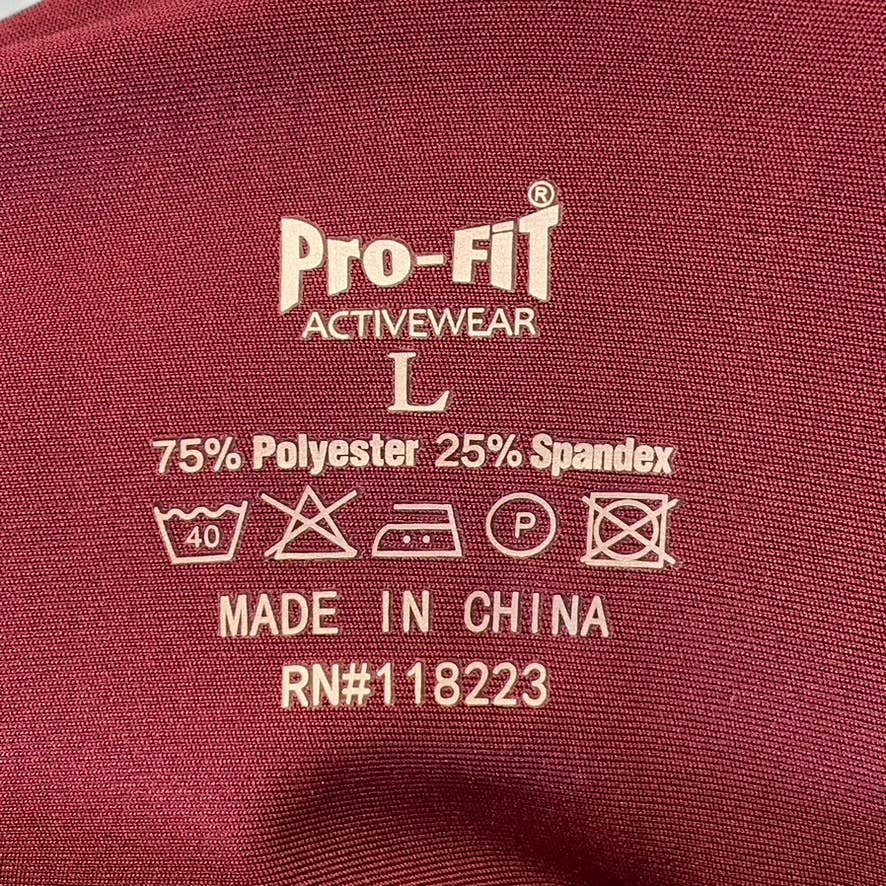 Pro-FiT®
ACTIVEWEAR
L
75% Polyester 25% Spandex
40 P
MADE IN CHINA
RN#118223